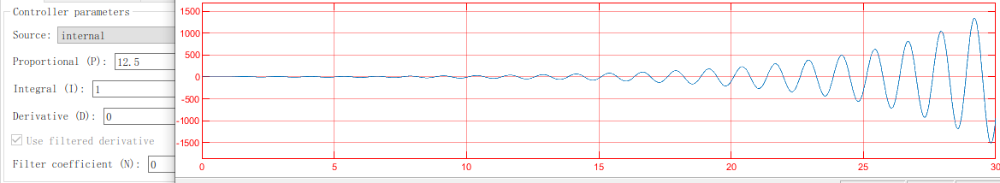 Controller parameters
Source: internal
Proportional (P): 12.5
Integral (I): 1
Derivative (D): 0
Use filtered derivative
Filter coefficient (N): 0
1500
1000
500
0
-500
-1000
-1500
0 5 10 15 20 25 30